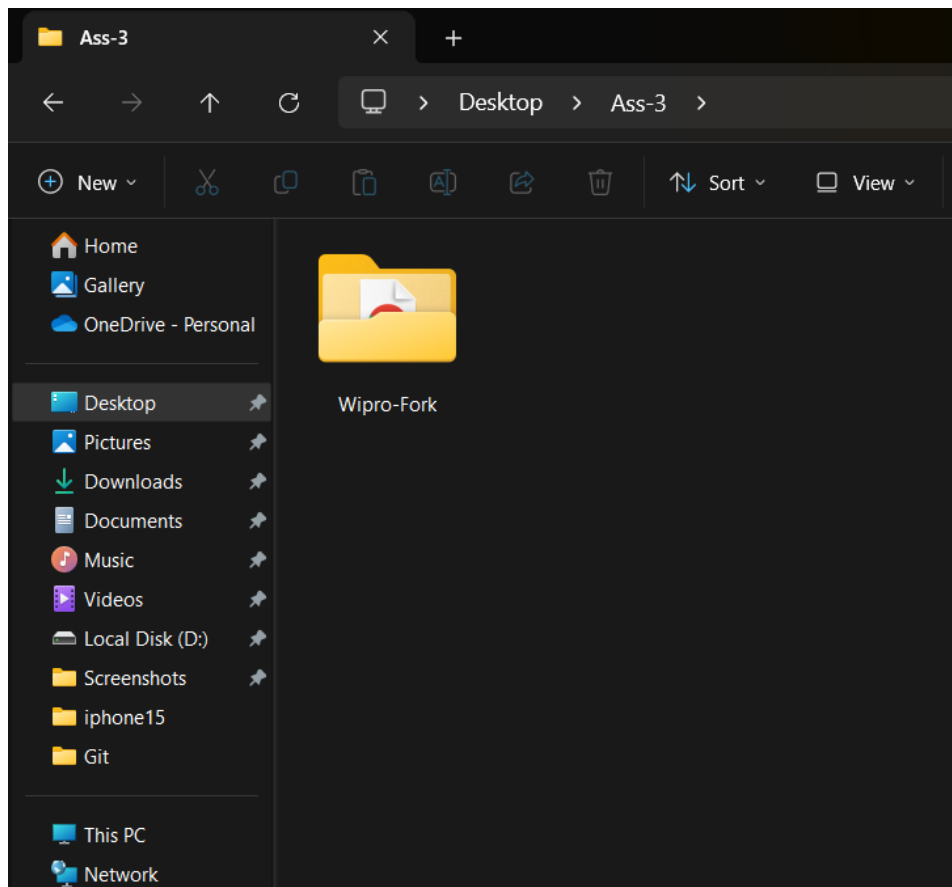 Ass-3
Desktop > Ass-3 >
New
Sort
View
Home
Gallery
OneDrive - Personal
Desktop
Pictures
Downloads
Documents
Music
Videos
Local Disk (D:)
Screenshots
iphone15
Git
This PC
Network
Wipro-Fork